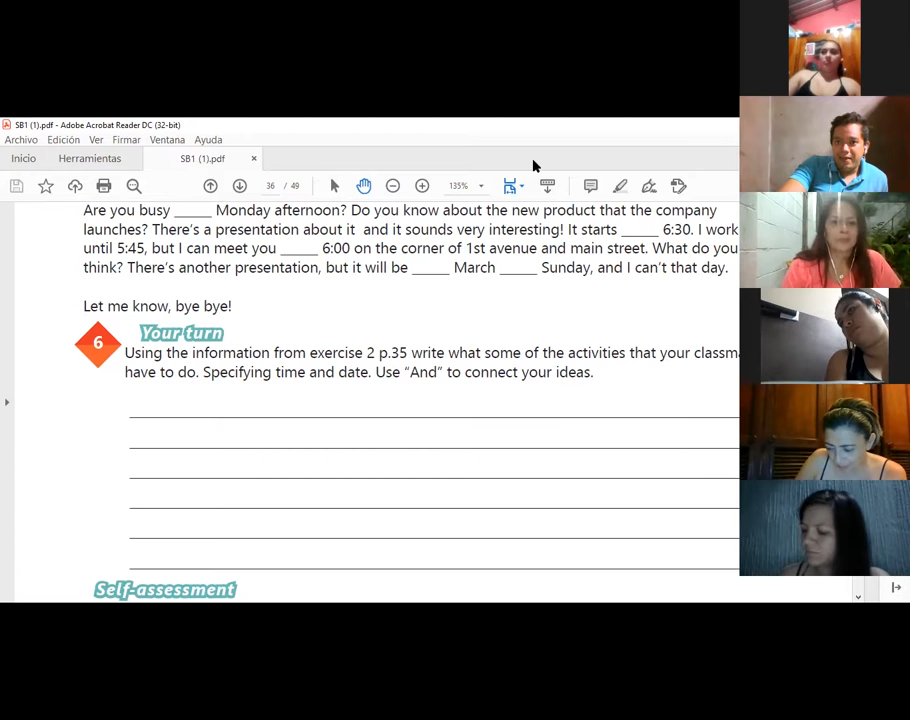 SB1 (1).pdf - Adobe Acrobat Reader DC (32-bit)
Archivo Edición Ver Firmar Ventana Ayuda
Inicio Herramientas SB1 (1).pdf ×
36 / 49 135%
Are you busy _____ Monday afternoon? Do you know about the new product that the company
launches? There's a presentation about it and it sounds very interesting! It starts _____ 6:30. I work
until 5:45, but I can meet you _____ 6:00 on the corner of 1st avenue and main street. What do you
think? There's another presentation, but it will be _____ March _____ Sunday, and I can't that day.
Let me know, bye bye!
6 Your turn
Using the information from exercise 2 p.35 write what some of the activities that your classma
have to do. Specifying time and date. Use “And” to connect your ideas.
Self-assessment